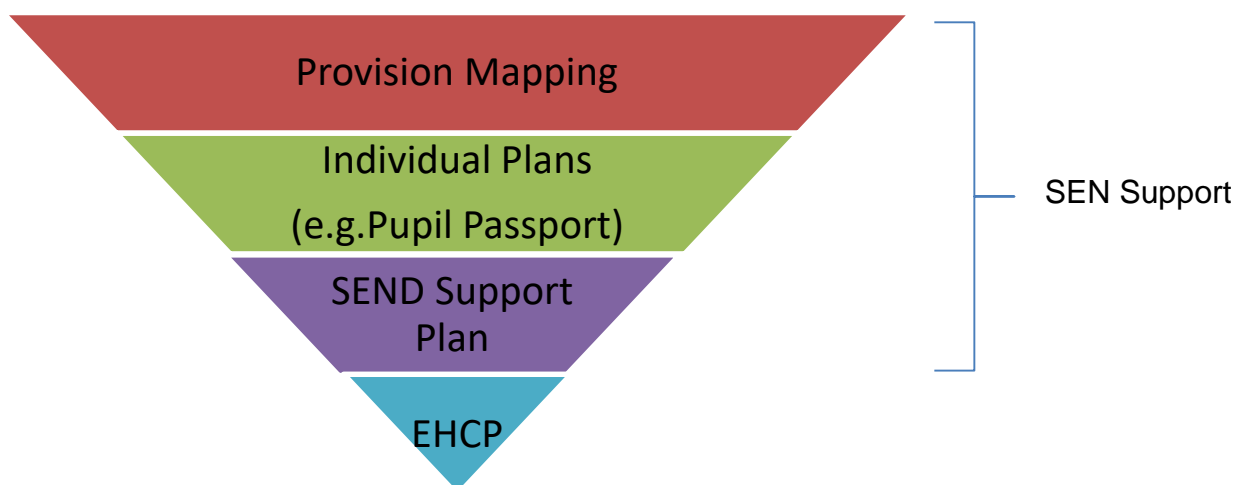 Provision Mapping
Individual Plans
(e.g.Pupil Passport)
SEND Support
Plan
EHCP
SEN Support